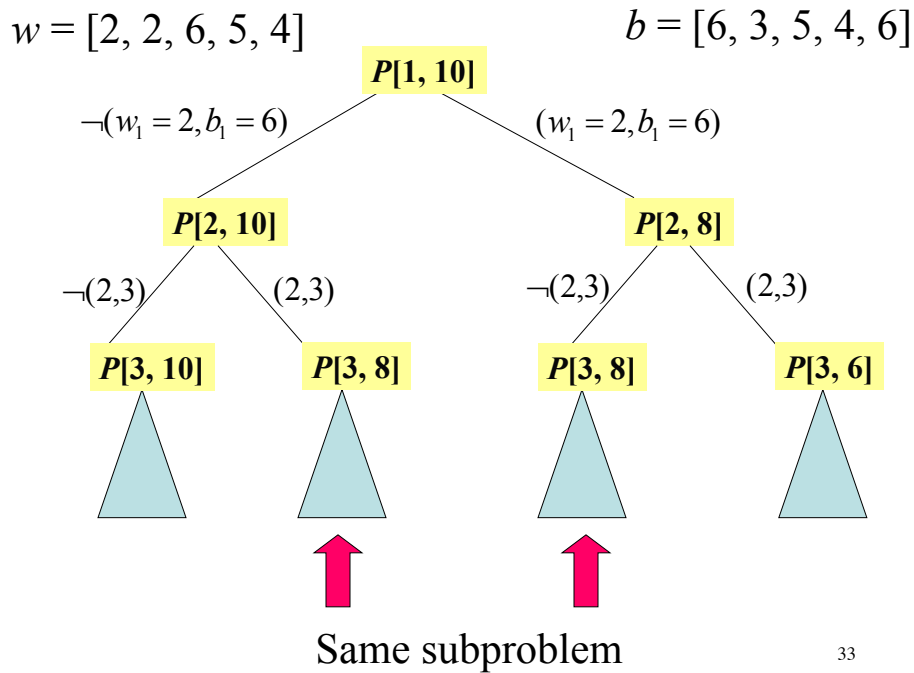 w = [2, 2, 6, 5, 4]
b = [6, 3, 5, 4, 6]
P[1, 10]
¬(w₁ = 2, b₁ = 6)
(w₁ = 2, b₁ = 6)
P[2, 10]
P[2, 8]
¬(2,3)
(2,3)
¬(2,3)
(2,3)
P[3, 10]
P[3, 8]
P[3, 8]
P[3, 6]
Same subproblem
33